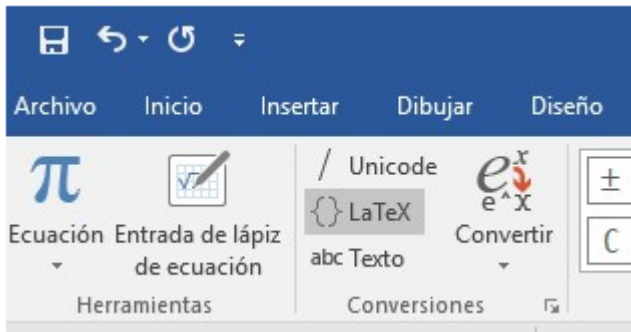 Archivo Inicio Insertar Dibujar Diseño
π
Ecuación
Entrada de lápiz
de ecuación
/ Unicode
{} LaTeX
abc Texto
e^x
Convertir
±
C
Herramientas
Conversiones